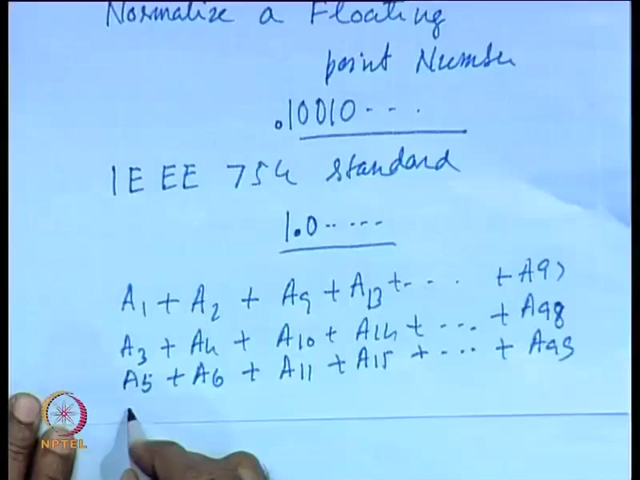 Normalize a Floating
point Number
.10010---.
IEEE 754 standard
1.0-----
A1 + A2 + A9 + A13 +--- . + A97
A3 + A4 + A10 + A14 + --- + A98
A5 + A6 + A11 + A15 + --- + A99
NPTEL